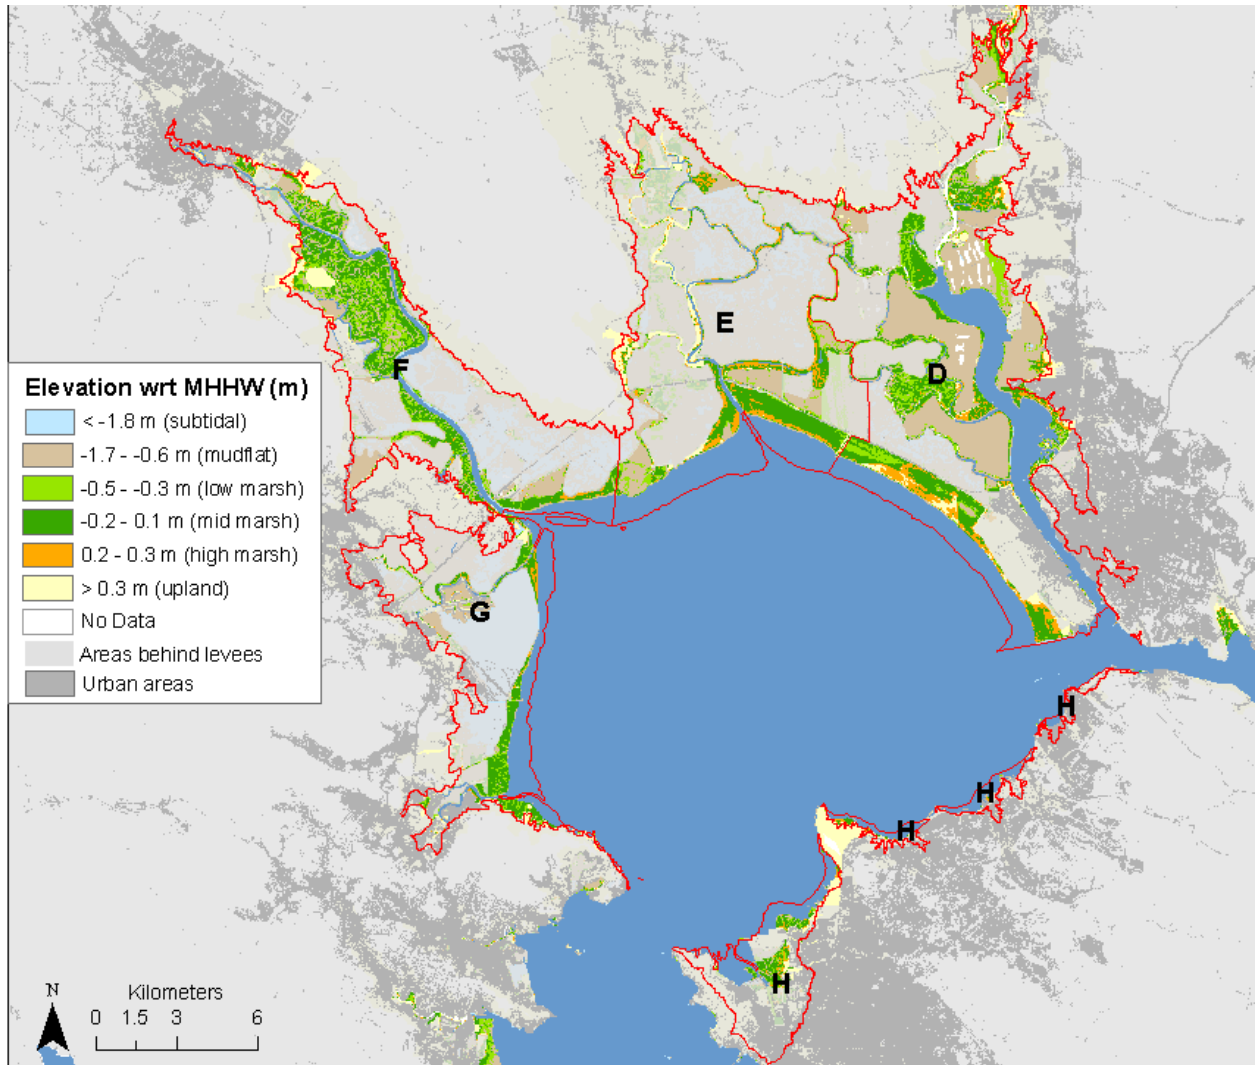 E
D
F
Elevation wrt MHHW (m)
< -1.8 m (subtidal)
-1.7 - -0.6 m (mudflat)
-0.5 - -0.3 m (low marsh)
-0.2 - 0.1 m (mid marsh)
0.2 - 0.3 m (high marsh)
> 0.3 m (upland)
No Data
Areas behind levees
Urban areas
G
H
H
H
H
N
Kilometers
0 1.5 3 6